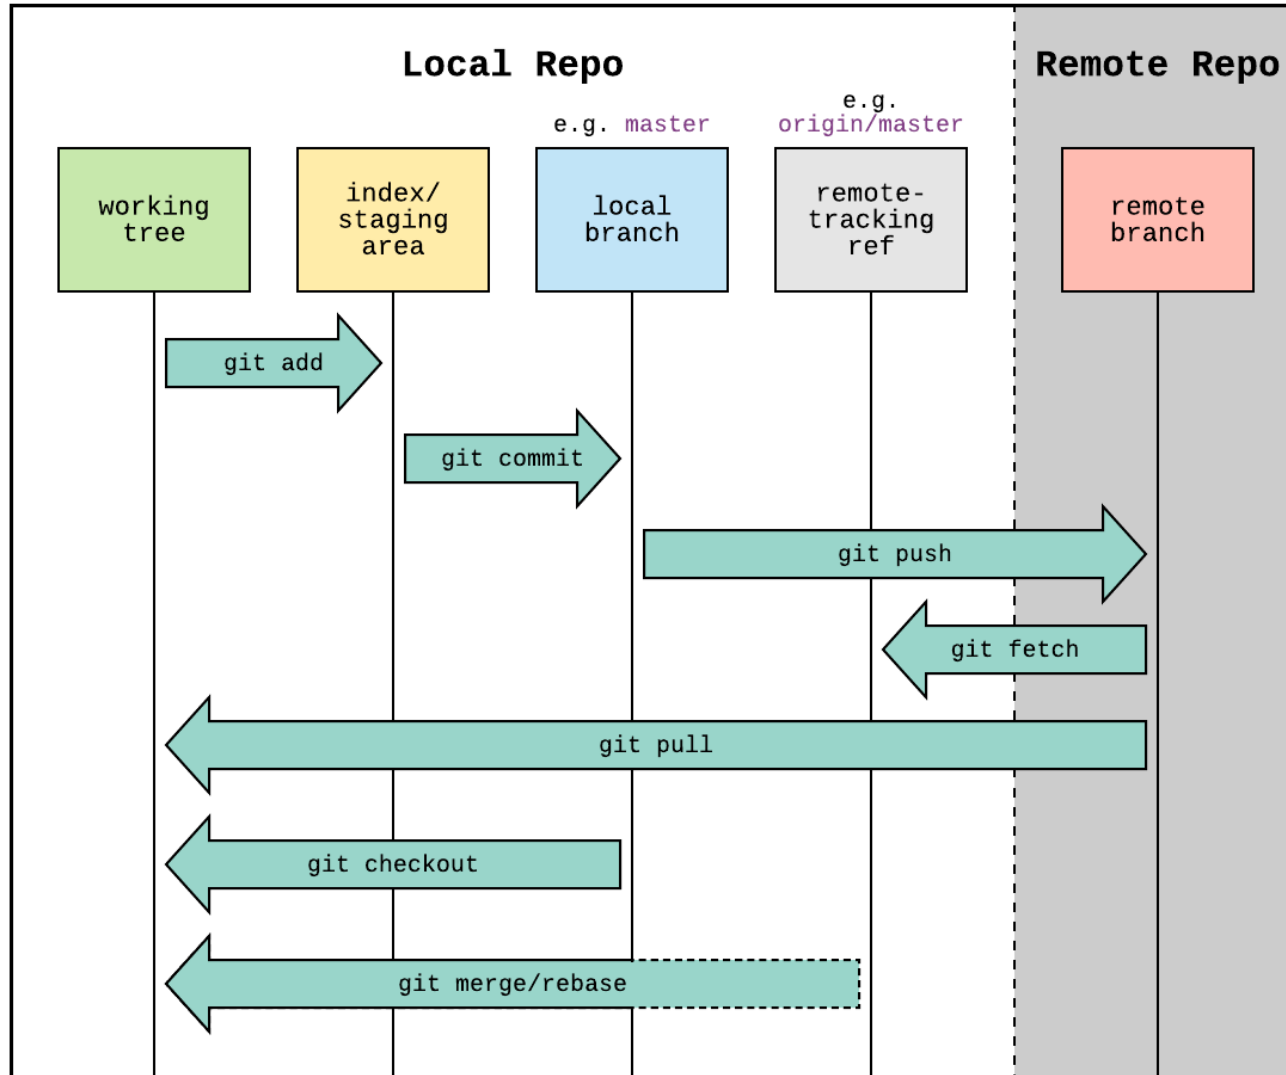 Local Repo
Remote Repo
e.g. master
e.g.
origin/master
working
tree
index/
staging
area
local
branch
remote-
tracking
ref
remote
branch
git add
git commit
git push
git fetch
git pull
git checkout
git merge/rebase